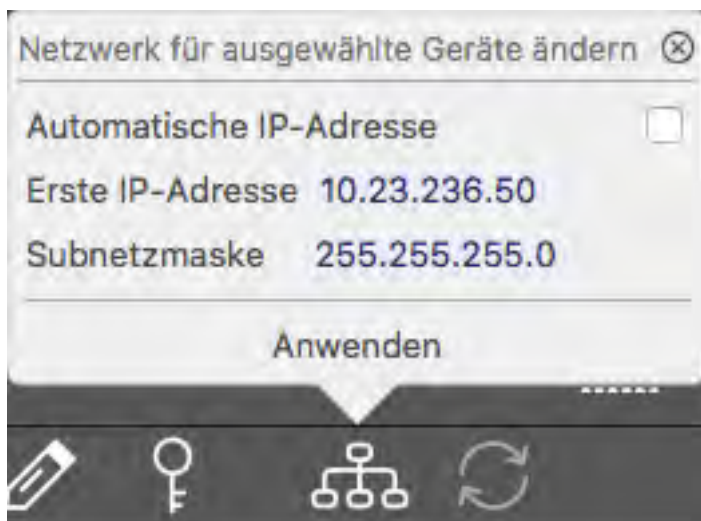 Netzwerk für ausgewählte Geräte ändern
Automatische IP-Adresse
Erste IP-Adresse 10.23.236.50
Subnetzmaske 255.255.255.0
Anwenden